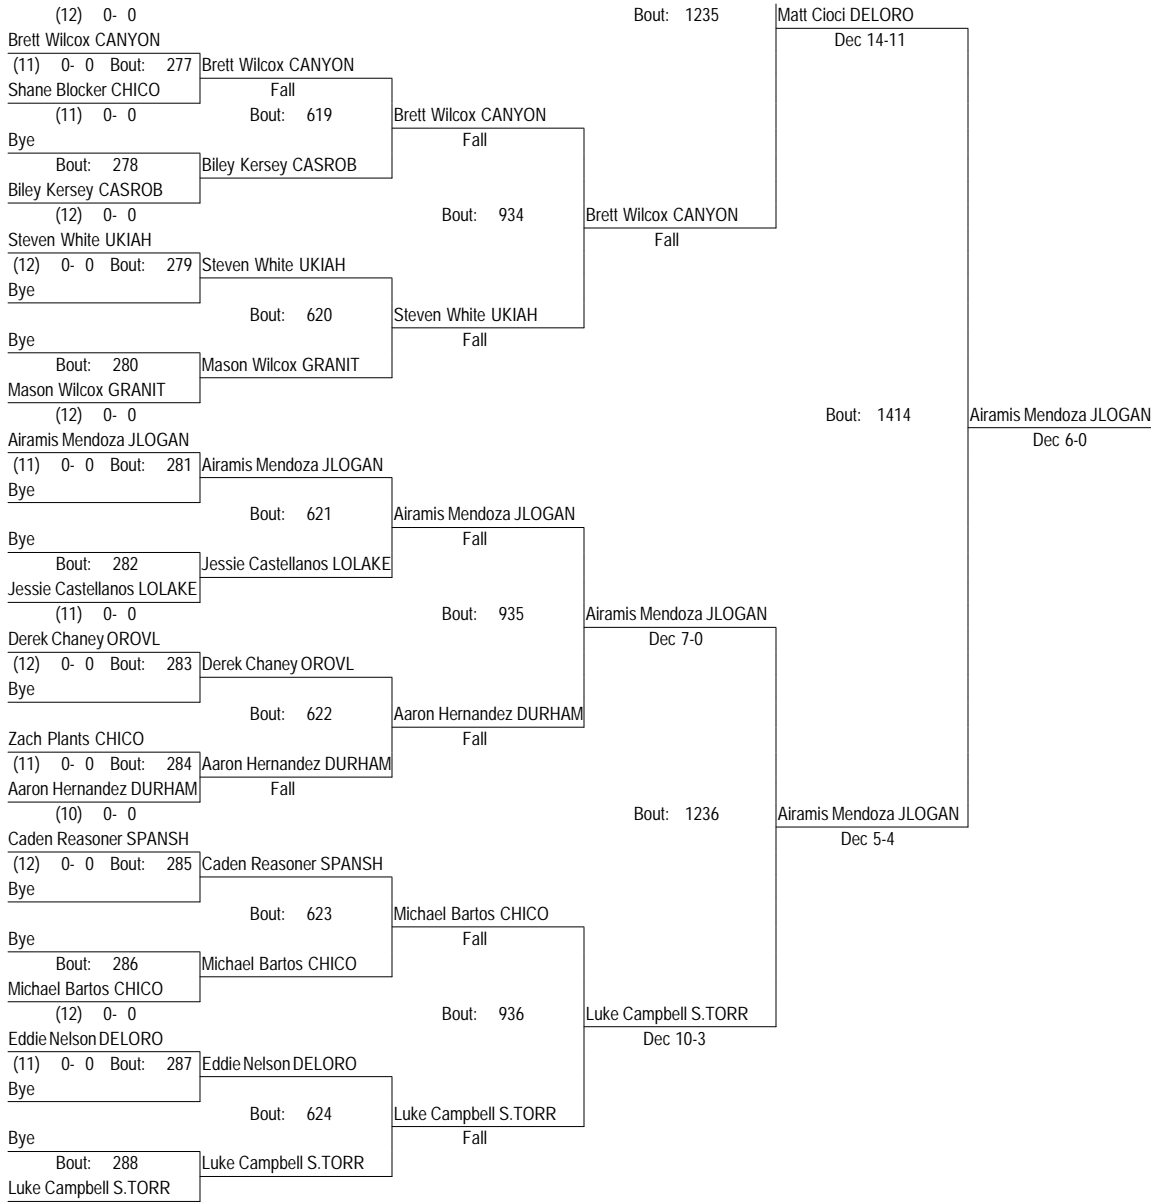 (12) 0- 0 Bout: 1235 Matt Cioci DELORO
Brett Wilcox CANYON Dec 14-11
(11) 0- 0 Bout: 277 Brett Wilcox CANYON
Shane Blocker CHICO Fall
(11) 0- 0 Bout: 619 Brett Wilcox CANYON
Bye Fall
Bout: 278 Biley Kersey CASROB
Biley Kersey CASROB
(12) 0- 0 Bout: 934 Brett Wilcox CANYON
Steven White UKIAH Fall
(12) 0- 0 Bout: 279 Steven White UKIAH
Bye
Bout: 620 Steven White UKIAH
Bye Fall
Bout: 280 Mason Wilcox GRANIT
Mason Wilcox GRANIT
(12) 0- 0 Bout: 1414 Airamis Mendoza JLOGAN
Airamis Mendoza JLOGAN Dec 6-0
(11) 0- 0 Bout: 281 Airamis Mendoza JLOGAN
Bye
Bout: 621 Airamis Mendoza JLOGAN
Bye Fall
Bout: 282 Jessie Castellanos LOLAKE
Jessie Castellanos LOLAKE
(11) 0- 0 Bout: 935 Airamis Mendoza JLOGAN
Derek Chaney OROVL Dec 7-0
(12) 0- 0 Bout: 283 Derek Chaney OROVL
Bye
Bout: 622 Aaron Hernandez DURHAM
Zach Plants CHICO Fall
(11) 0- 0 Bout: 284 Aaron Hernandez DURHAM
Aaron Hernandez DURHAM Fall
(10) 0- 0 Bout: 1236 Airamis Mendoza JLOGAN
Caden Reasoner SPANSH Dec 5-4
(12) 0- 0 Bout: 285 Caden Reasoner SPANSH
Bye
Bout: 623 Michael Bartos CHICO
Bye Fall
Bout: 286 Michael Bartos CHICO
Michael Bartos CHICO
(12) 0- 0 Bout: 936 Luke Campbell S.TORR
Eddie Nelson DELORO Dec 10-3
(11) 0- 0 Bout: 287 Eddie Nelson DELORO
Bye
Bout: 624 Luke Campbell S.TORR
Bye Fall
Bout: 288 Luke Campbell S.TORR
Luke Campbell S.TORR